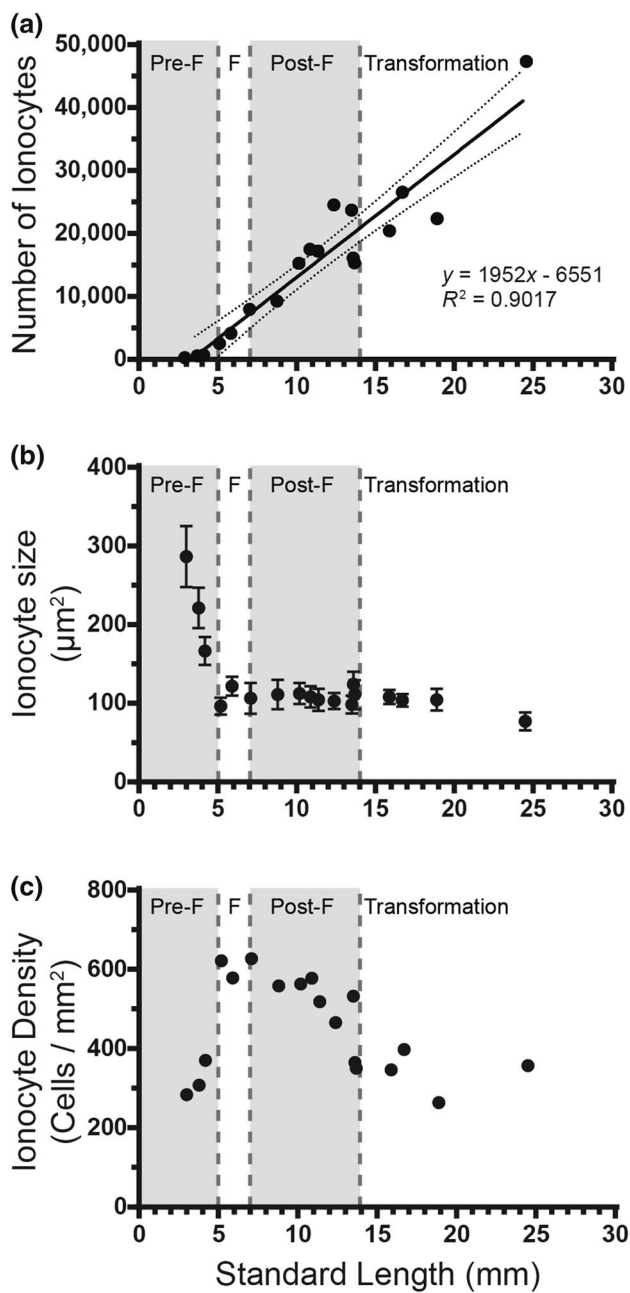 (a)
Number of Ionocytes
50,000
40,000
30,000
20,000
10,000
0
Pre-F F Post-F Transformation
y = 1952x - 6551
R² = 0.9017
0 5 10 15 20 25 30
(b)
Ionocyte size
(µm²)
400
300
200
100
0
Pre-F F Post-F Transformation
0 5 10 15 20 25 30
(c)
Ionocyte Density
(Cells / mm²)
800
600
400
200
0
Pre-F F Post-F Transformation
0 5 10 15 20 25 30
Standard Length (mm)